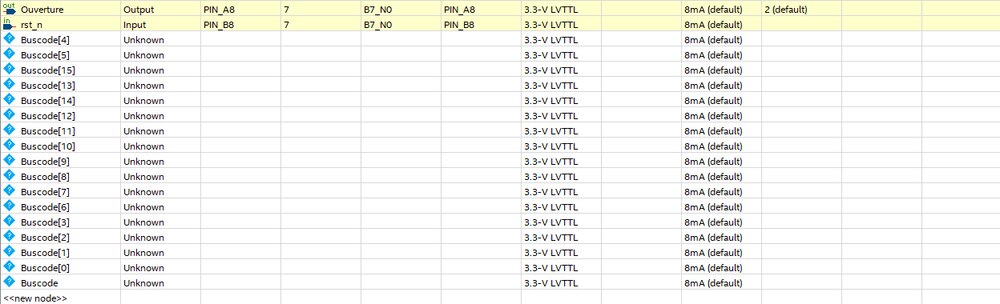 out Ouverture Output PIN_A8 7 B7_N0 PIN_A8 3.3-V LVTTL 8mA (default) 2 (default)
in rst_n Input PIN_B8 7 B7_N0 PIN_B8 3.3-V LVTTL 8mA (default)
? Buscode[4] Unknown 3.3-V LVTTL 8mA (default)
? Buscode[5] Unknown 3.3-V LVTTL 8mA (default)
? Buscode[15] Unknown 3.3-V LVTTL 8mA (default)
? Buscode[13] Unknown 3.3-V LVTTL 8mA (default)
? Buscode[14] Unknown 3.3-V LVTTL 8mA (default)
? Buscode[12] Unknown 3.3-V LVTTL 8mA (default)
? Buscode[11] Unknown 3.3-V LVTTL 8mA (default)
? Buscode[10] Unknown 3.3-V LVTTL 8mA (default)
? Buscode[9] Unknown 3.3-V LVTTL 8mA (default)
? Buscode[8] Unknown 3.3-V LVTTL 8mA (default)
? Buscode[7] Unknown 3.3-V LVTTL 8mA (default)
? Buscode[6] Unknown 3.3-V LVTTL 8mA (default)
? Buscode[3] Unknown 3.3-V LVTTL 8mA (default)
? Buscode[2] Unknown 3.3-V LVTTL 8mA (default)
? Buscode[1] Unknown 3.3-V LVTTL 8mA (default)
? Buscode[0] Unknown 3.3-V LVTTL 8mA (default)
? Buscode Unknown 3.3-V LVTTL 8mA (default)
<<new node>>